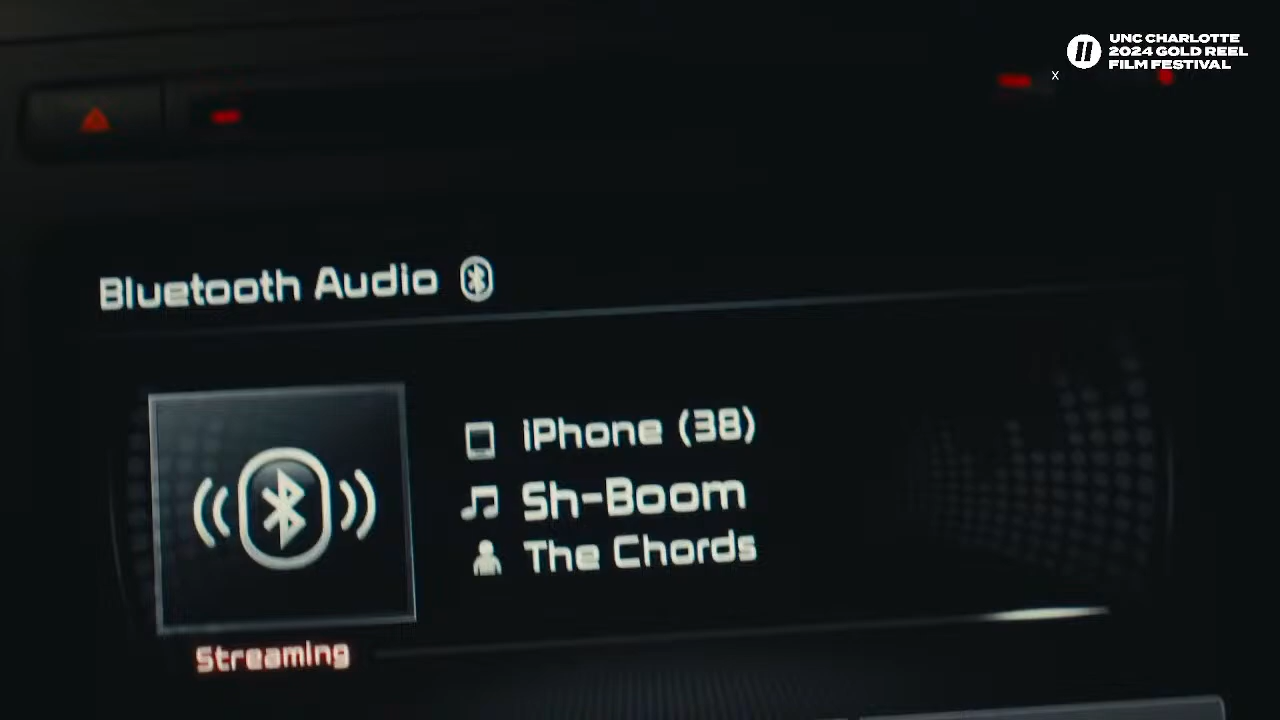 UNC CHARLOTTE
2024 GOLD REEL
FILM FESTIVAL
x
Bluetooth Audio
iPhone (38)
Sh-Boom
The Chords
Streaming